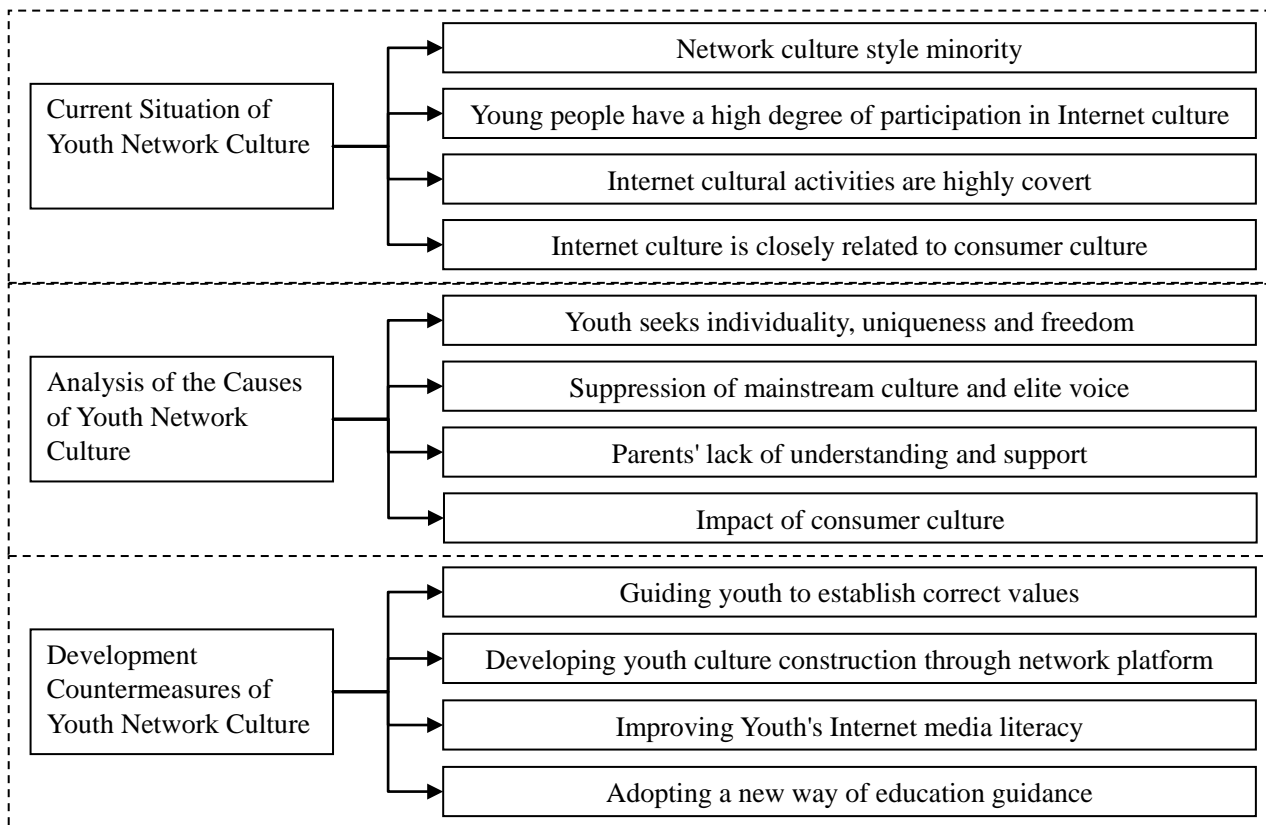 Current Situation of
Youth Network Culture
Network culture style minority
Young people have a high degree of participation in Internet culture
Internet cultural activities are highly covert
Internet culture is closely related to consumer culture
Analysis of the Causes
of Youth Network
Culture
Youth seeks individuality, uniqueness and freedom
Suppression of mainstream culture and elite voice
Parents' lack of understanding and support
Impact of consumer culture
Development
Countermeasures of
Youth Network Culture
Guiding youth to establish correct values
Developing youth culture construction through network platform
Improving Youth's Internet media literacy
Adopting a new way of education guidance